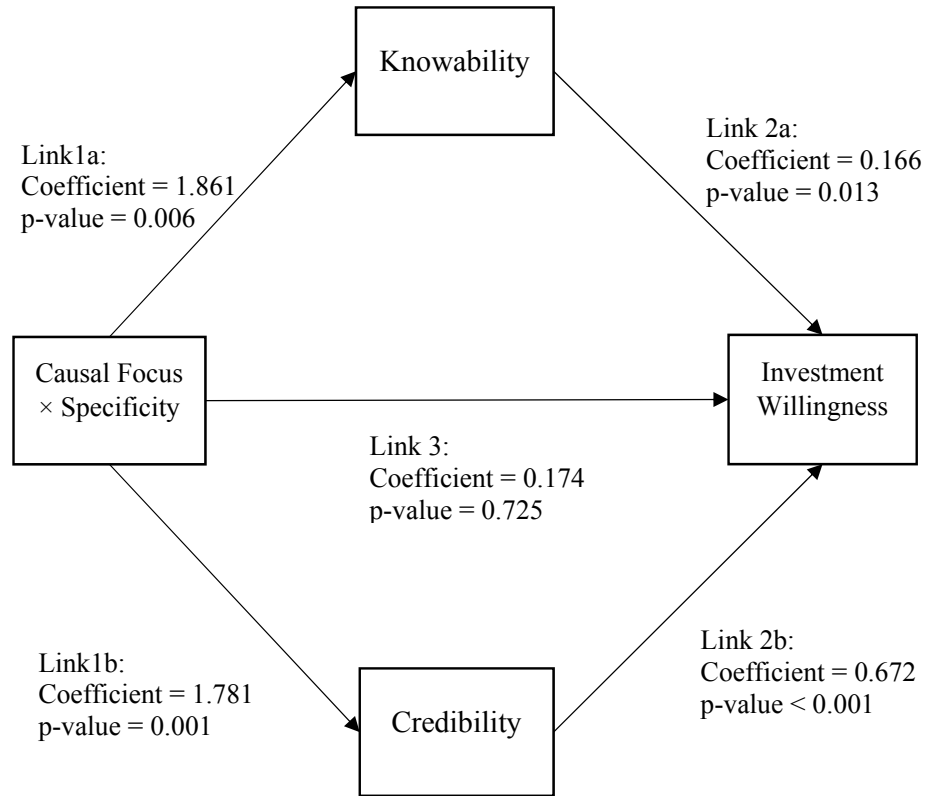 Knowability
Link1a:
Coefficient = 1.861
p-value = 0.006
Link 2a:
Coefficient = 0.166
p-value = 0.013
Causal Focus
× Specificity
Investment
Willingness
Link 3:
Coefficient = 0.174
p-value = 0.725
Link1b:
Coefficient = 1.781
p-value = 0.001
Credibility
Link 2b:
Coefficient = 0.672
p-value < 0.001